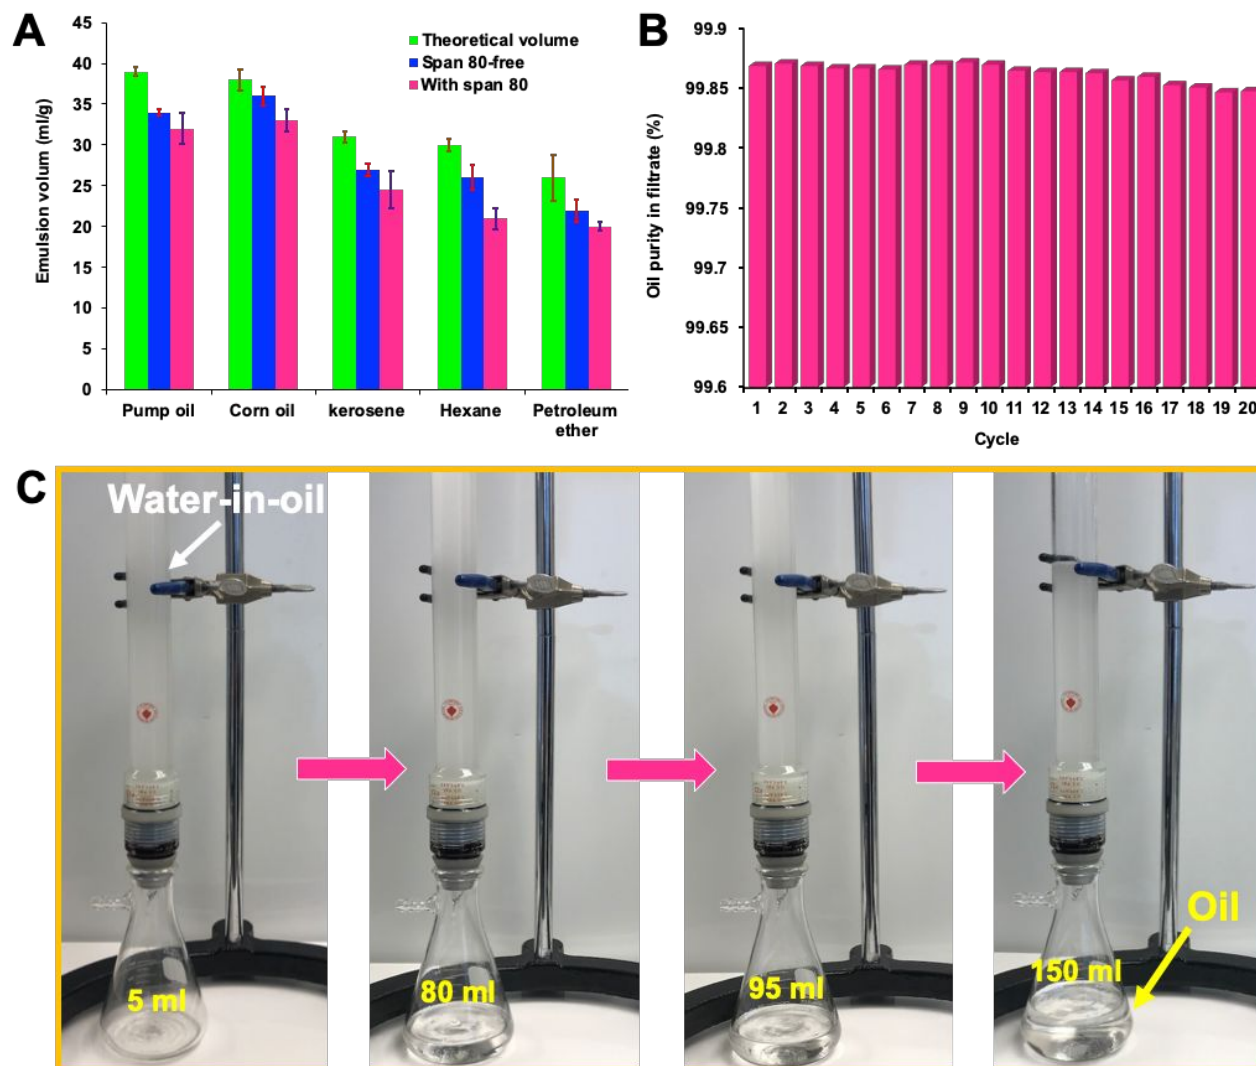 A
45
40
35
30
25
20
15
10
5
0
Emulsion volum (ml/g)
Theoretical volume
Span 80-free
With span 80
Pump oil
Corn oil
kerosene
Hexane
Petroleum
ether
B
99.9
99.85
99.8
99.75
99.7
99.65
99.6
Oil purity in filtrate (%)
1 2 3 4 5 6 7 8 9 10 11 12 13 14 15 16 17 18 19 20
Cycle
C
Water-in-oil
5 ml
80 ml
95 ml
150 ml
Oil